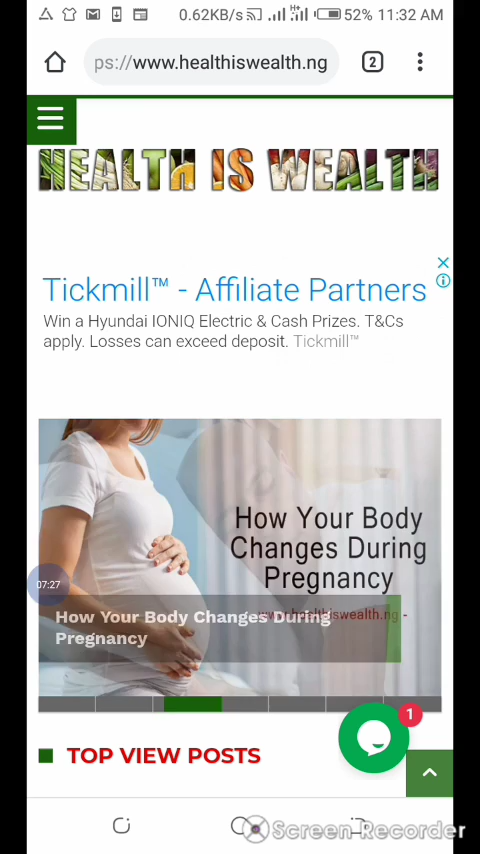 0.62KB/s H+ 52% 11:32 AM
ps://www.healthiswealth.ng 2
HEALTH IS WEALTH
Tickmill™ - Affiliate Partners
Win a Hyundai IONIQ Electric & Cash Prizes. T&Cs
apply. Losses can exceed deposit. Tickmill™
How Your Body
Changes During
Pregnancy
07:27
www.healthiswealth.ng -
How Your Body Changes During
Pregnancy
1
TOP VIEW POSTS
Screen Recorder